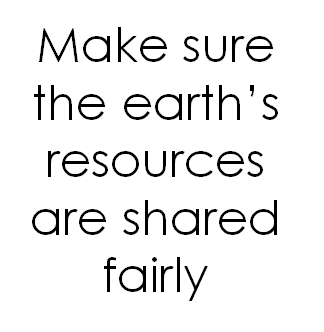 Make sure
the earth’s
resources
are shared
fairly